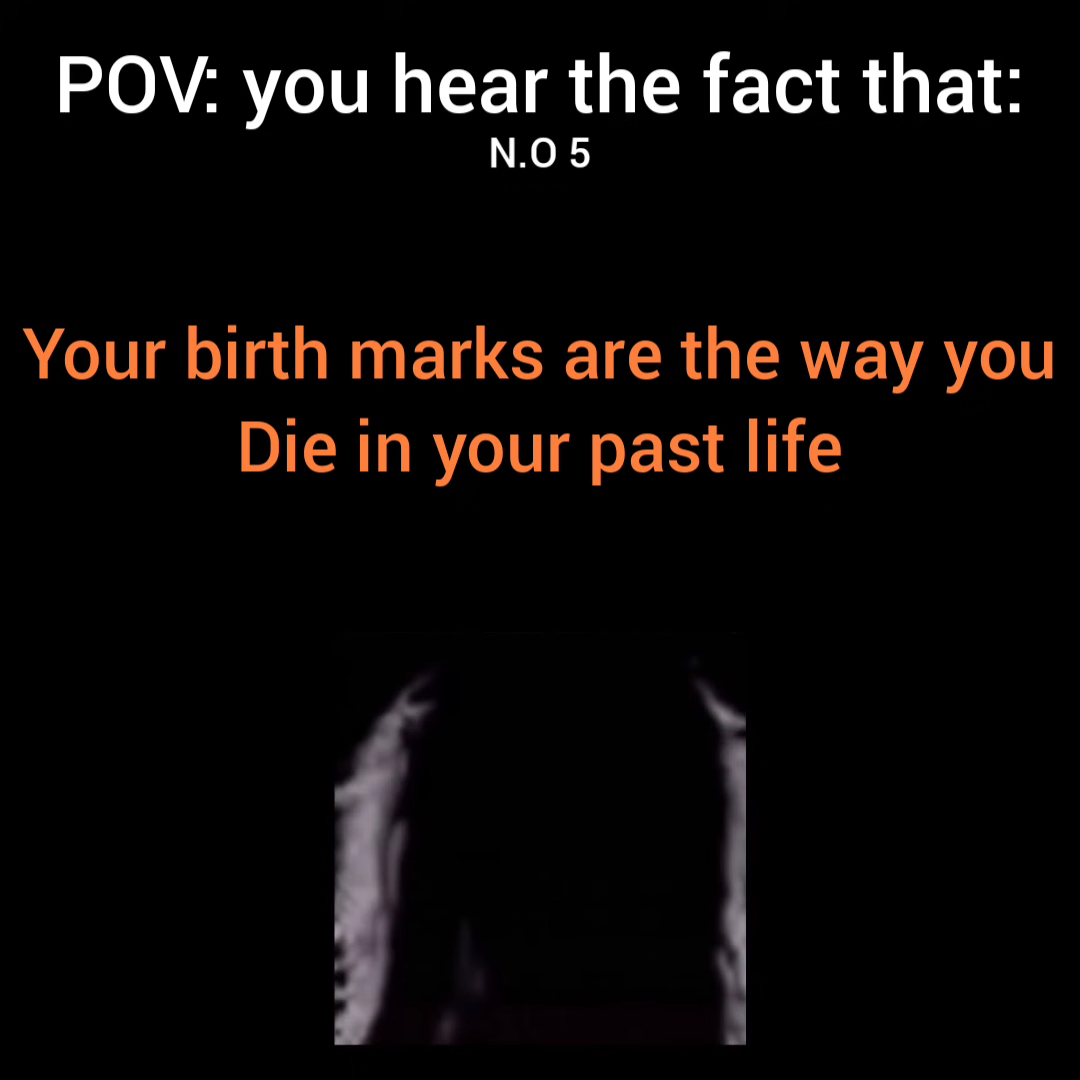 POV: you hear the fact that:
N.O 5
Your birth marks are the way you
Die in your past life